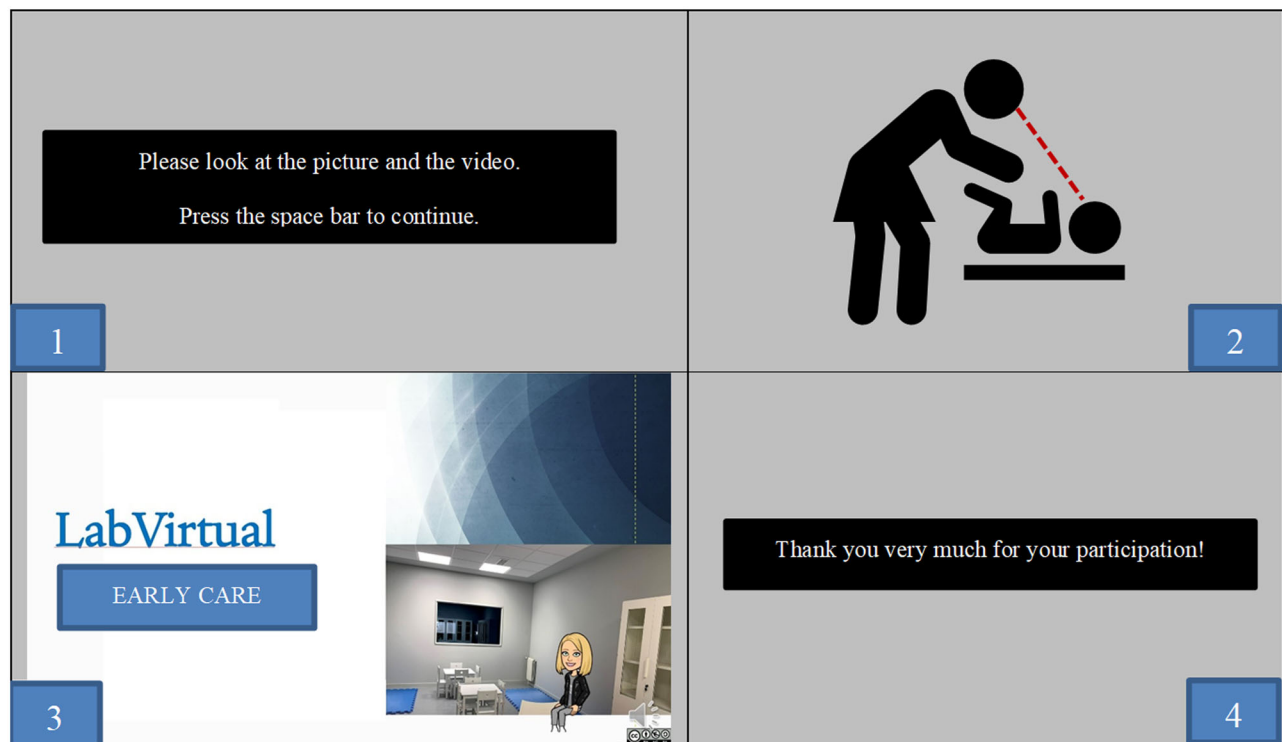 Please look at the picture and the video.
Press the space bar to continue.
1
2
LabVirtual
EARLY CARE
3
Thank you very much for your participation!
4